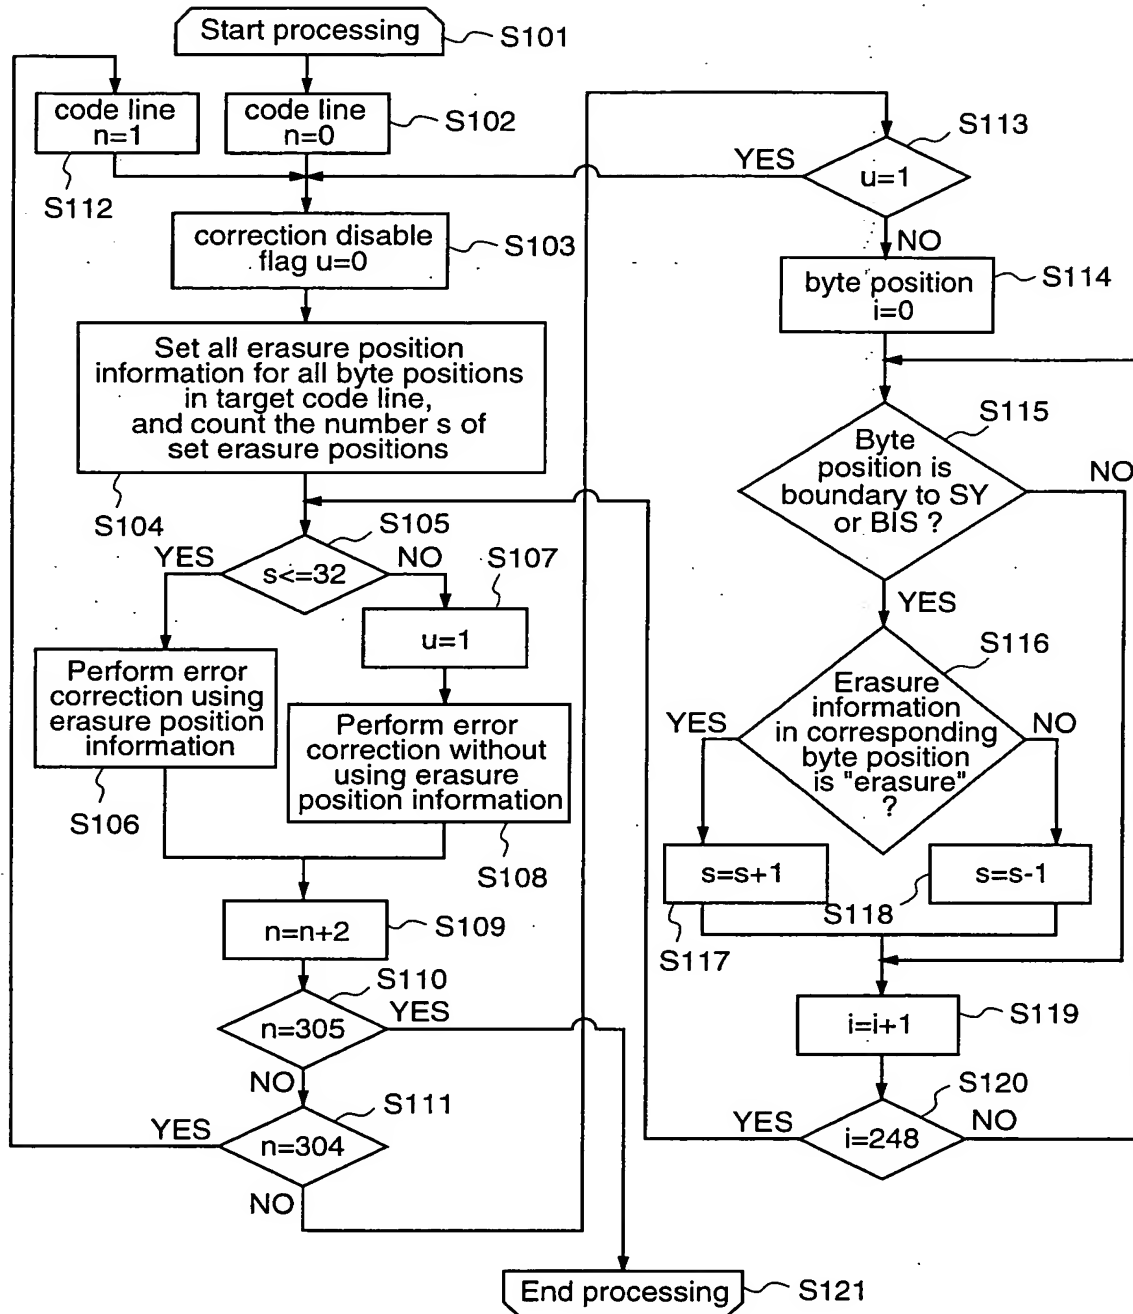 Start processing
S101
code line
n=1
S112
code line
n=0
S102
correction disable
flag u=0
S103
Set all erasure position
information for all byte positions
in target code line,
and count the number s of
set erasure positions
S104
S105
YES
NO
s<=32
S107
u=1
Perform error
correction using
erasure position
information
S106
Perform error
correction without
using erasure
position information
S108
n=n+2
S109
S110
n=305
YES
NO
S111
YES
n=304
NO
S113
YES
u=1
NO
byte position
i=0
S114
S115
Byte
position is
boundary to SY
or BIS ?
NO
YES
S116
Erasure
information
in corresponding
byte position
is "erasure"
?
YES
NO
s=s+1
S117
s=s-1
S118
i=i+1
S119
S120
YES
i=248
NO
End processing
S121